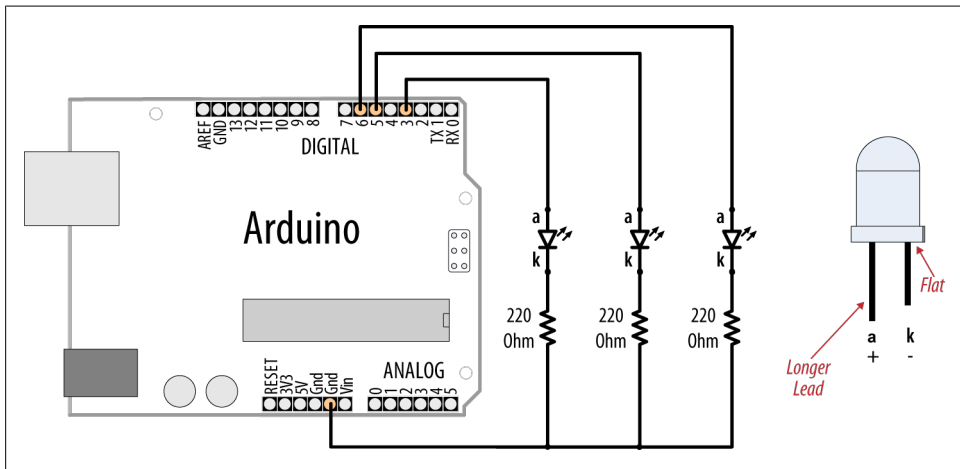 AREF
GND
13
12
11
10
9
8
7
6
5
4
3
2
TX 1
RX 0
DIGITAL
Arduino
a
k
220
Ohm
a
k
220
Ohm
a
k
220
Ohm
Flat
a
+
k
-
Longer
Lead
RESET
3V3
5V
Gnd
Gnd
Vin
ANALOG
0
1
2
3
4
5